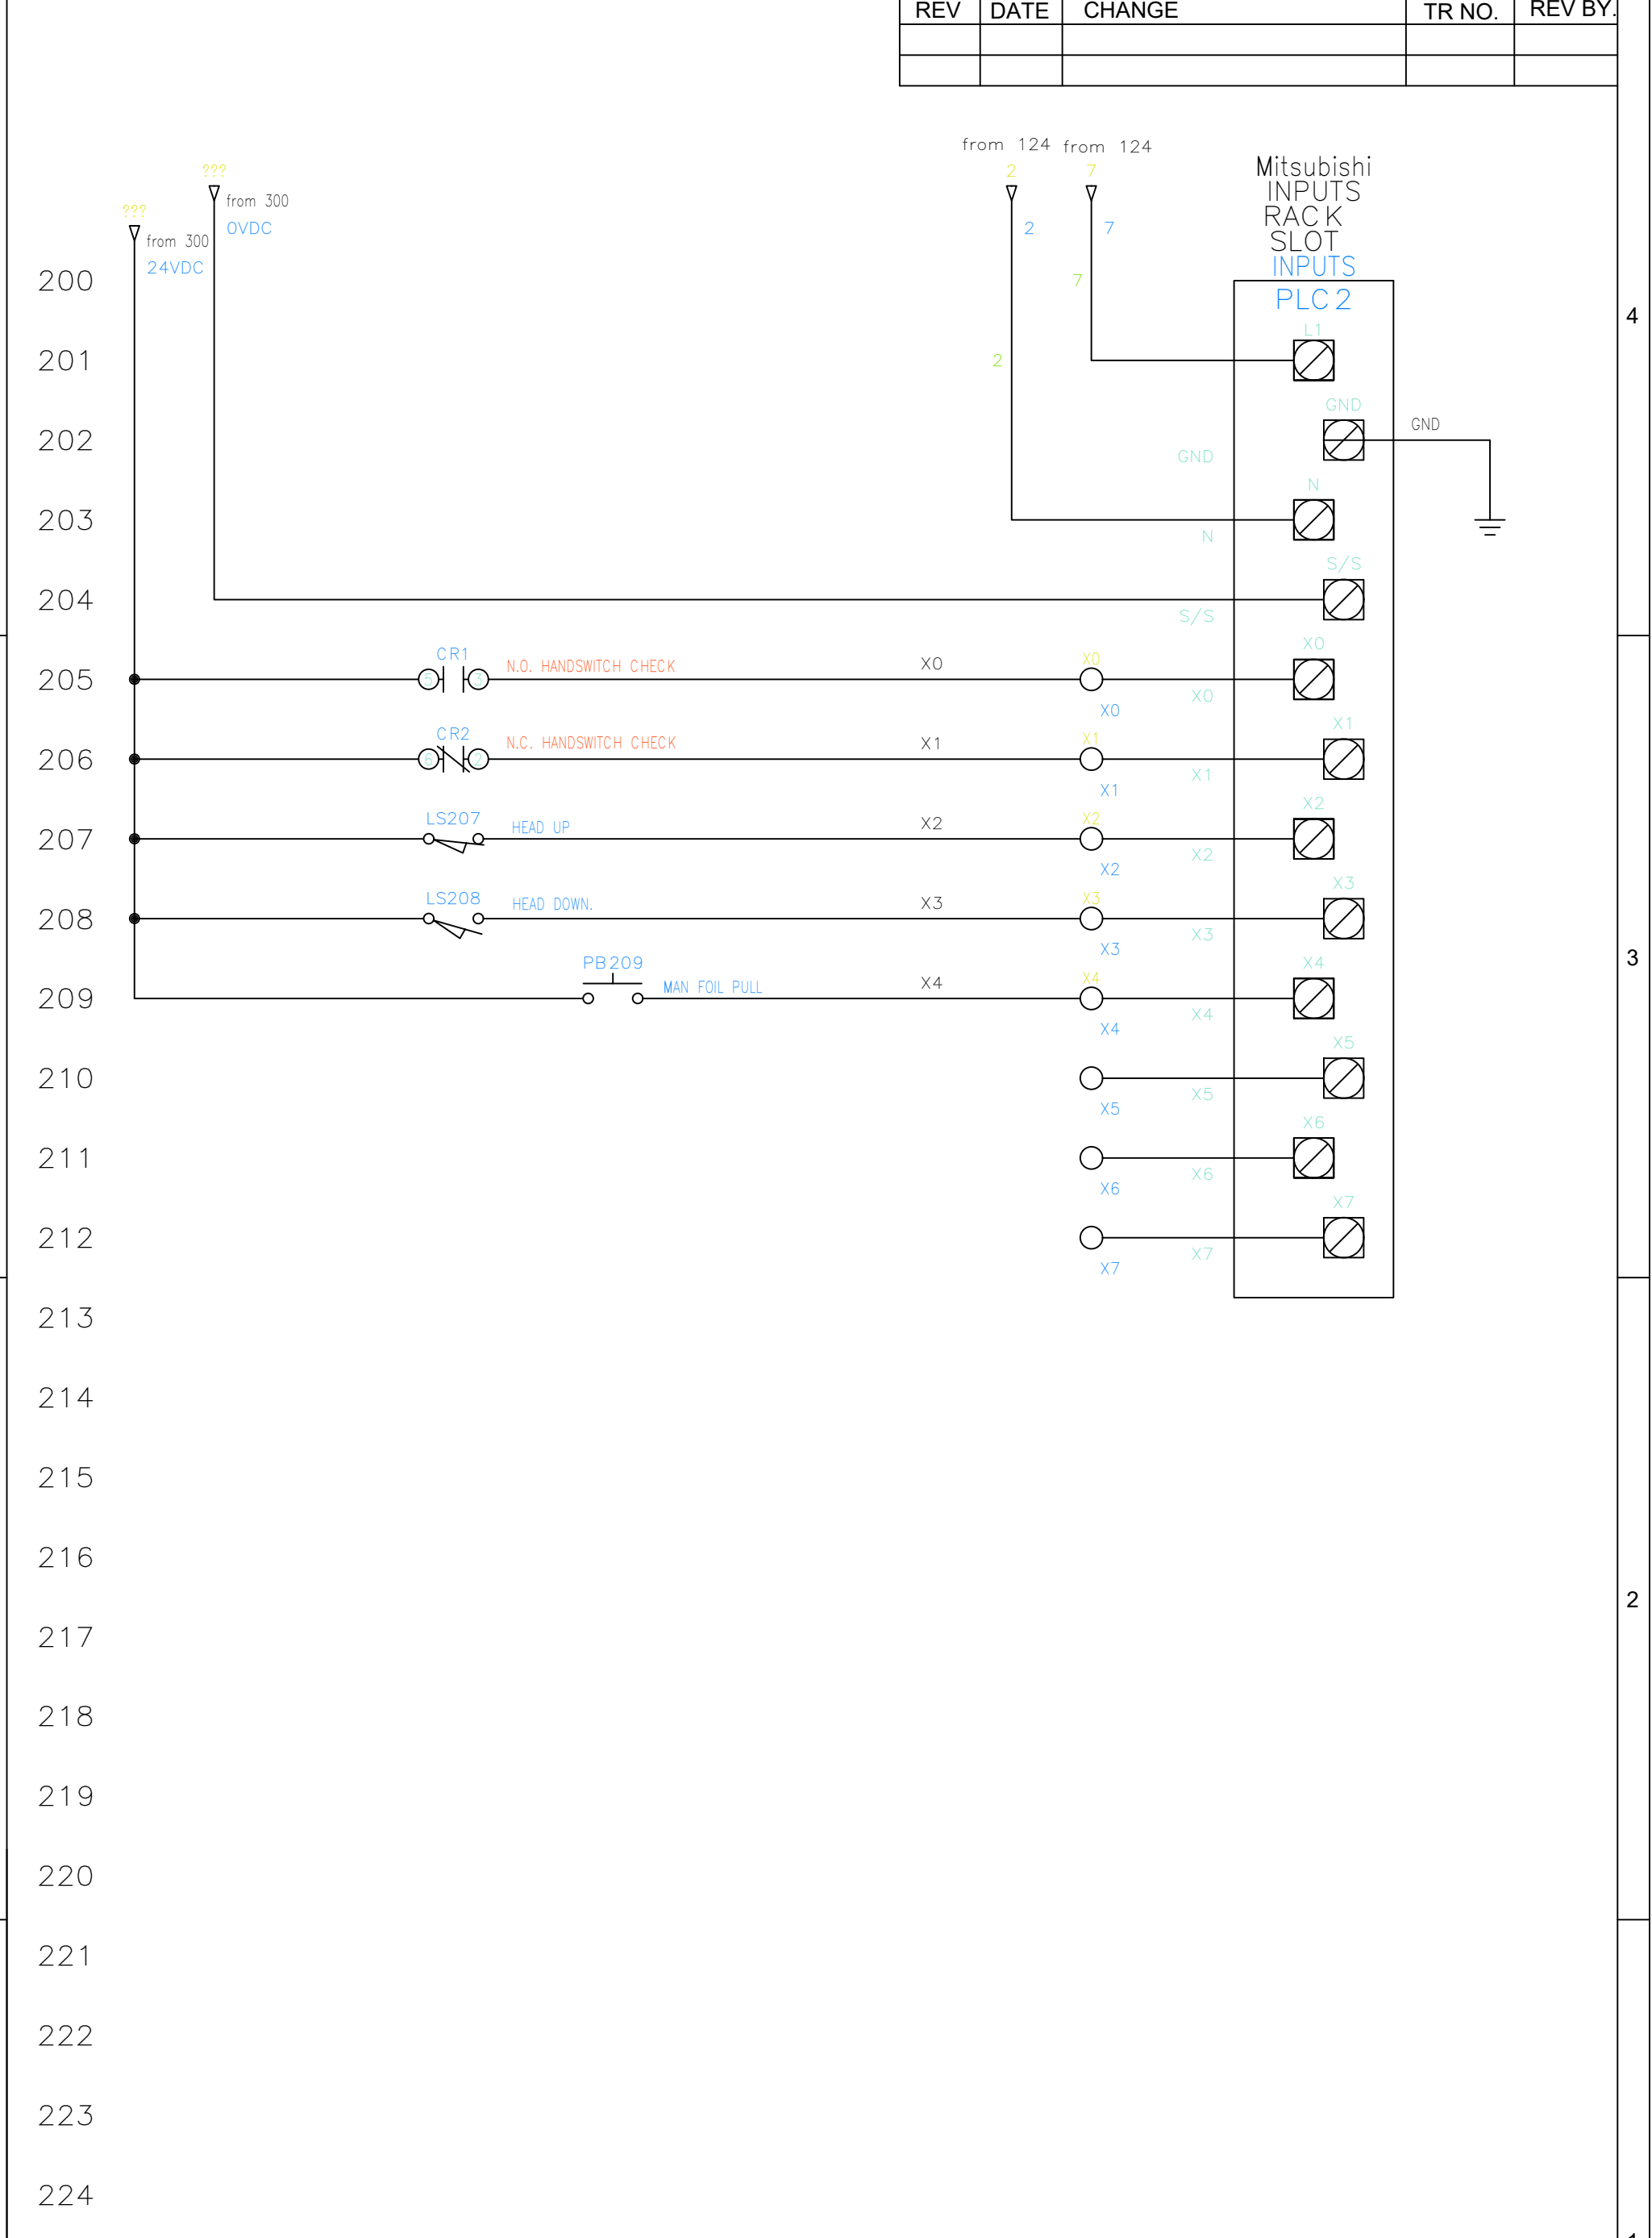 REV DATE CHANGE TR NO. REV BY.
from 124 from 124
??? 2 7 Mitsubishi
from 300 INPUTS
??? 0VDC 2 7 RACK
from 300 SLOT
24VDC INPUTS
200 7 PLC 2
4
L1
201 2
GND
202 GND
GND
N
203
N
S/S
204
S/S
CR1 X0
N.O. HANDSWITCH CHECK X0 X0
205 5 3
X0 X0
CR2 X1
N.C. HANDSWITCH CHECK X1 X1
206 6 2
X1 X1
LS207 X2
HEAD UP X2 X2
207
X2 X2
LS208 X3
HEAD DOWN. X3 X3
208
X3 X3
PB209 X4 3
MAN FOIL PULL X4 X4
209
X4 X4
X5
210
X5 X5
X6
211
X6 X6
X7
212
X7 X7
213
214
215
216
2
217
218
219
220
221
222
223
224